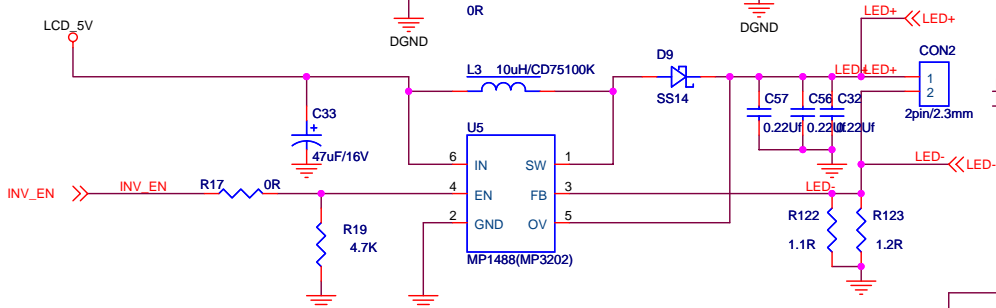 0R
DGND
DGND
LED+
LED+
LCD_5V
L3 10uH/CD75100K
D9
SS14
LED+
LED+
CON2
1
2
2pin/2.3mm
C33
+
47uF/16V
C57
0.22Uf
C56
0.22Uf
C32
0.22Uf
U5
6 IN SW 1
4 EN FB 3
2 GND OV 5
MP1488(MP3202)
INV_EN
INV_EN
R17 0R
R19
4.7K
LED-
LED-
LED-
R122
1.1R
R123
1.2R